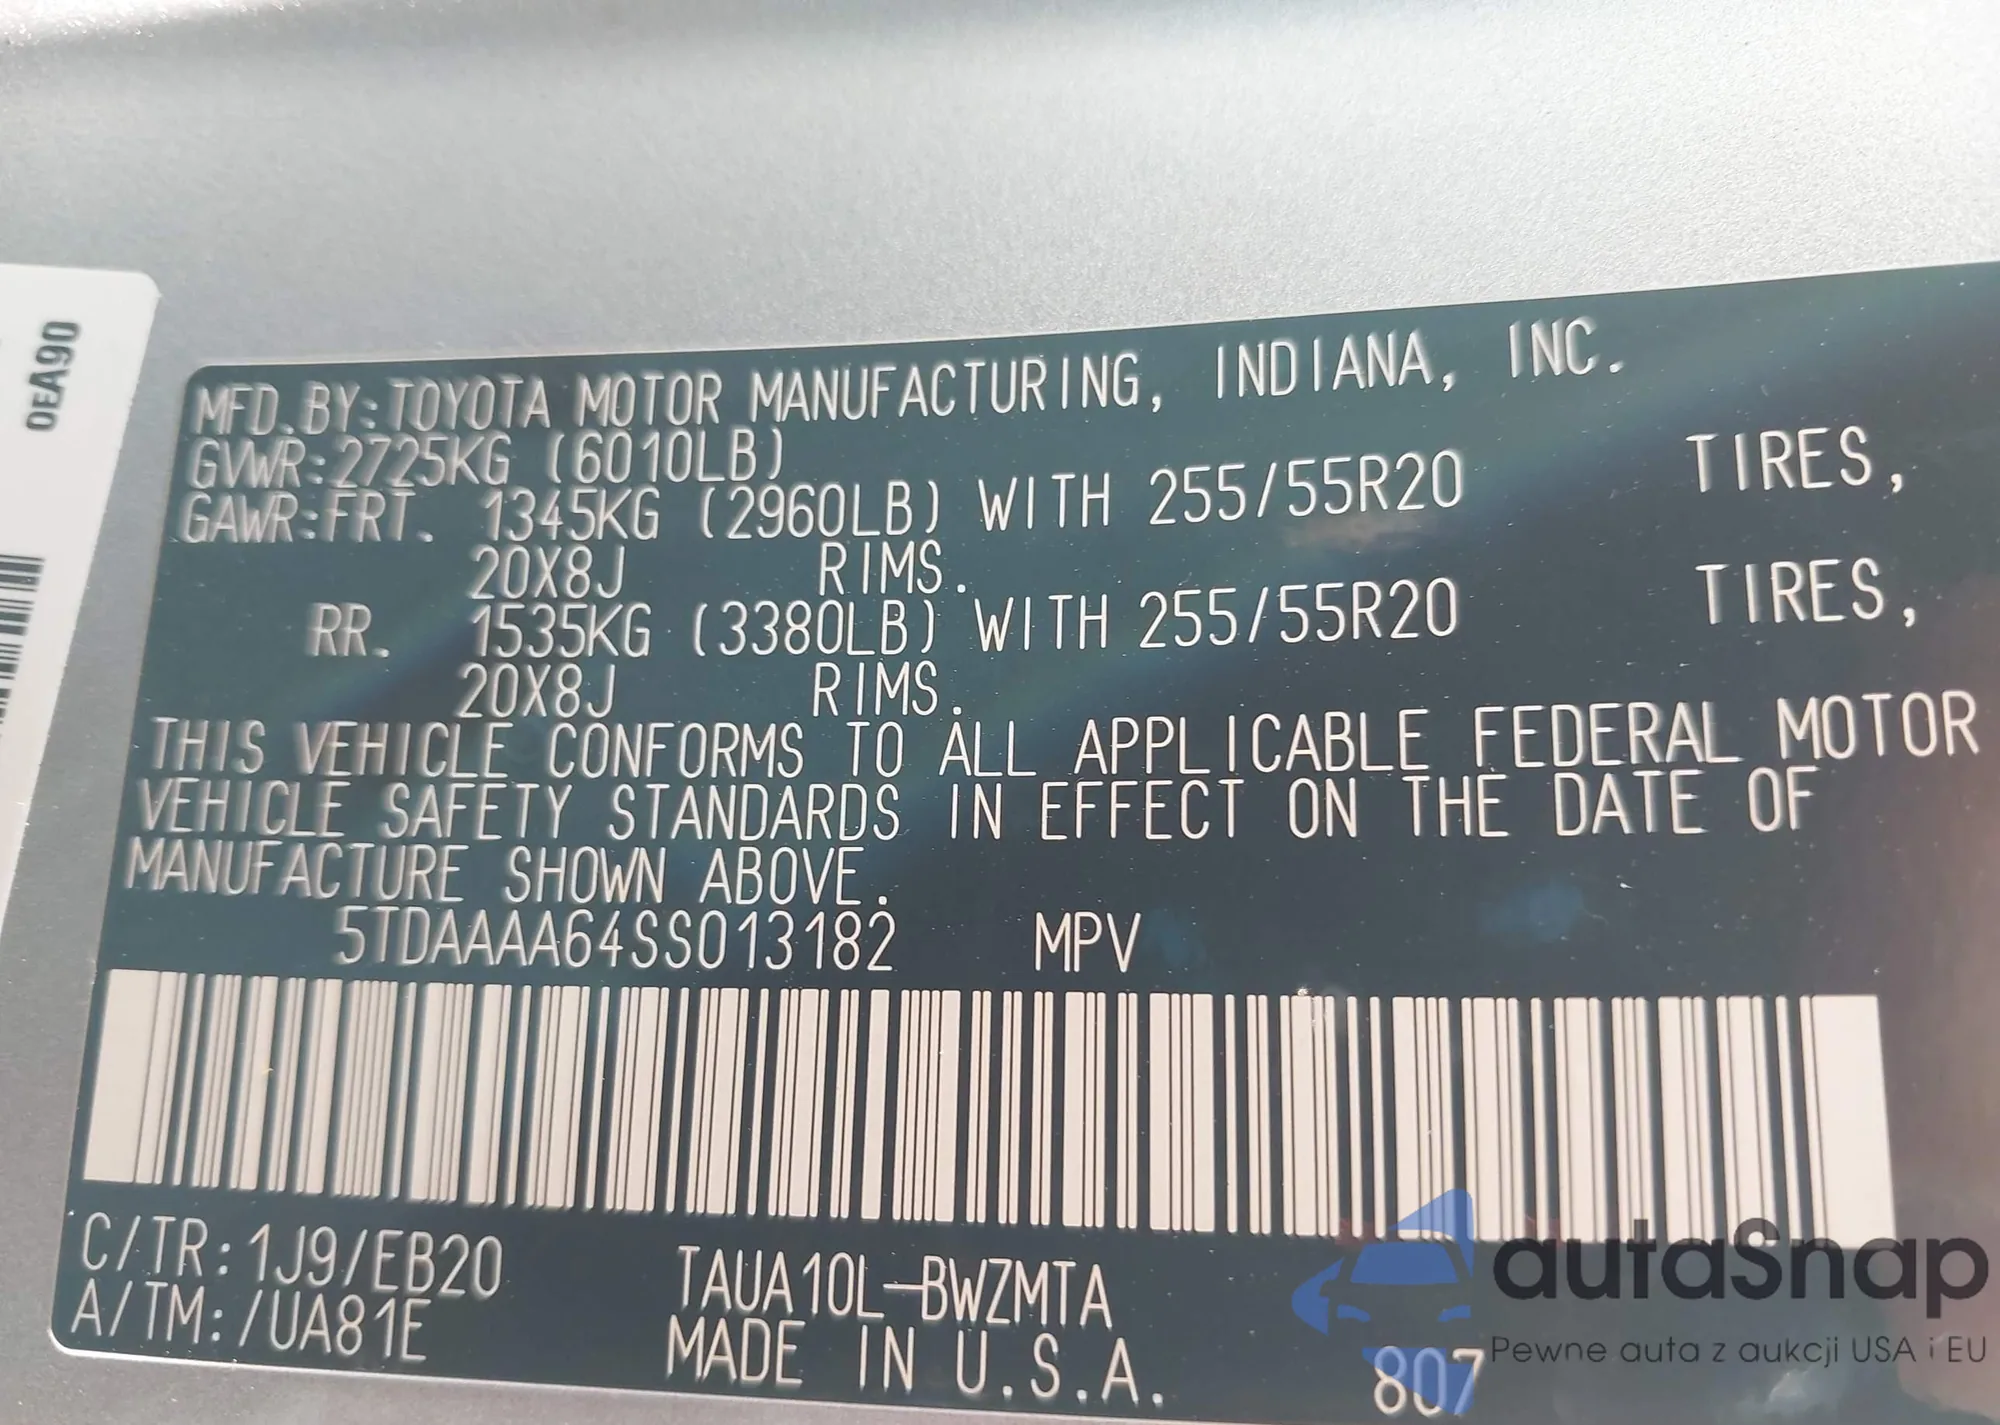 0EA90
MFD.BY:TOYOTA MOTOR MANUFACTURING, INDIANA, INC.
GVWR:2725KG (6010LB)
GAWR:FRT. 1345KG (2960LB) WITH 255/55R20 TIRES,
20X8J RIMS.
RR. 1535KG (3380LB) WITH 255/55R20 TIRES,
20X8J RIMS.
THIS VEHICLE CONFORMS TO ALL APPLICABLE FEDERAL MOTOR
VEHICLE SAFETY STANDARDS IN EFFECT ON THE DATE OF
MANUFACTURE SHOWN ABOVE.
5TDAAAA64SS013182 MPV
C/TR:1J9/EB20 TAUA10L-BWZMTA
A/TM:/UA81E MADE IN U.S.A. 807
autaSnap
Pewne auta z aukcji USA i EU